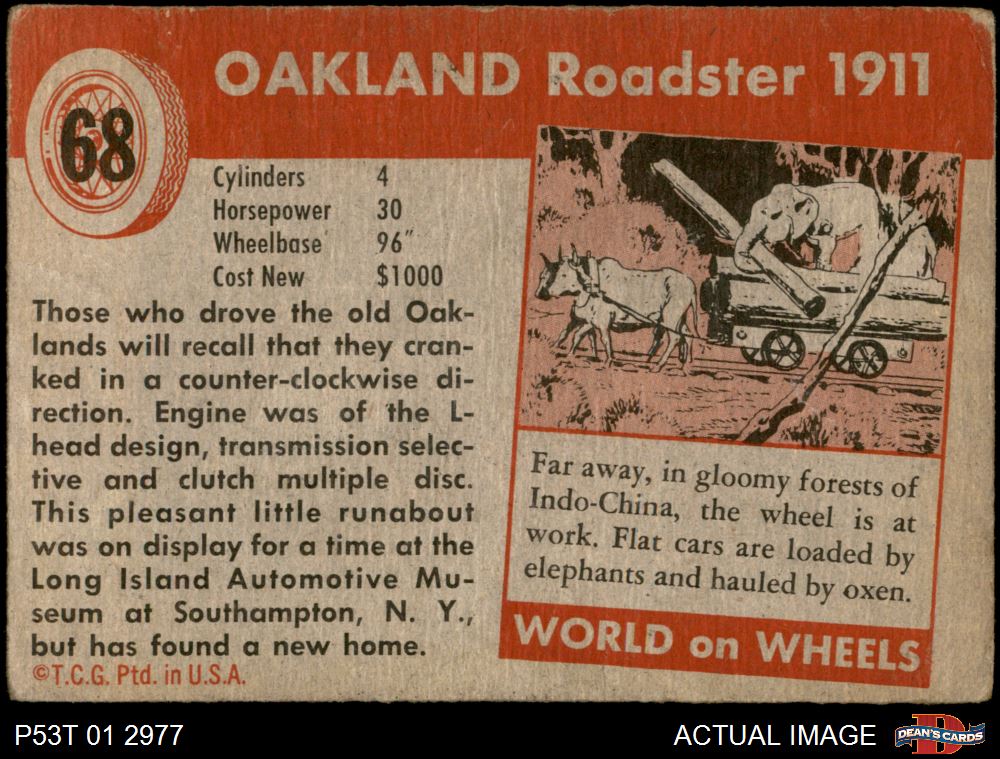 68
OAKLAND Roadster 1911
Cylinders 4
Horsepower 30
Wheelbase 96"
Cost New $1000
Those who drove the old Oak-
lands will recall that they cran-
ked in a counter-clockwise di-
rection. Engine was of the L-
head design, transmission selec-
tive and clutch multiple disc.
This pleasant little runabout
was on display for a time at the
Long Island Automotive Mu-
seum at Southampton, N. Y.,
but has found a new home.
©T.C.G. Ptd. in U.S.A.
Far away, in gloomy forests of
Indo-China, the wheel is at
work. Flat cars are loaded by
elephants and hauled by oxen.
WORLD on WHEELS
P53T 01 2977
ACTUAL IMAGE
D
DEAN'S CARDS